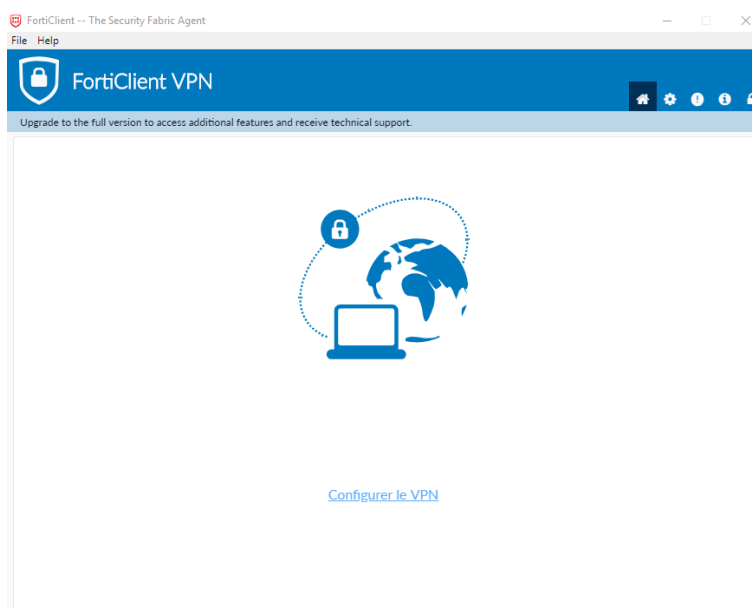 FortiClient -- The Security Fabric Agent
File Help
FortiClient VPN
Upgrade to the full version to access additional features and receive technical support.
Configurer le VPN